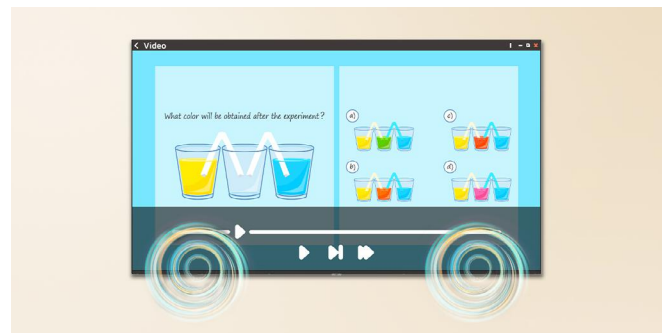 < Video
What color will be obtained after the experiment?
a)
c)
b)
d)